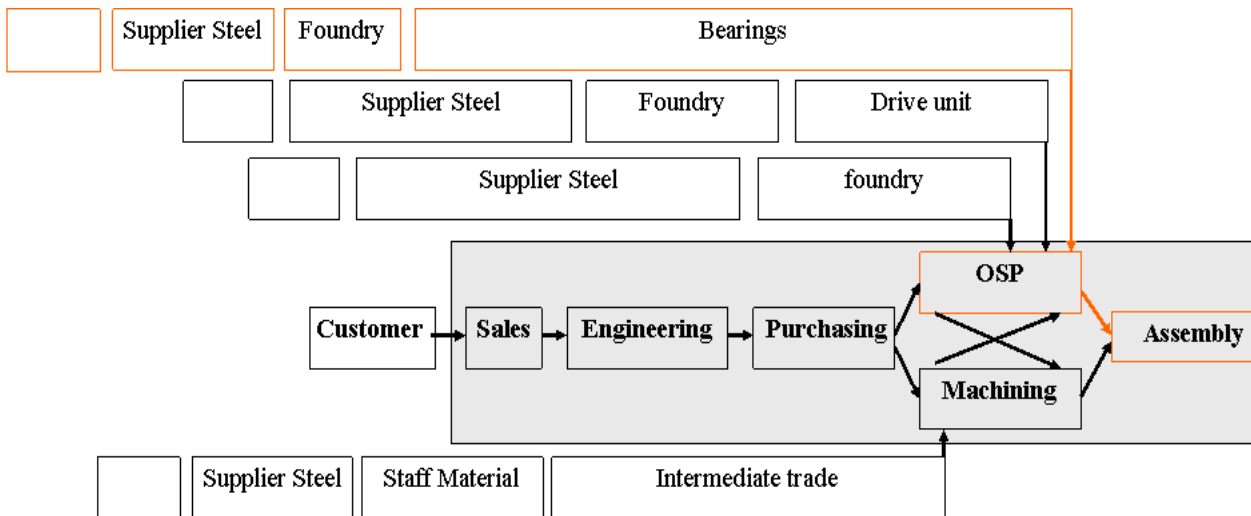 Supplier Steel Foundry Bearings
Supplier Steel Foundry Drive unit
Supplier Steel foundry
OSP
Customer Sales Engineering Purchasing Assembly
Machining
Supplier Steel Staff Material Intermediate trade